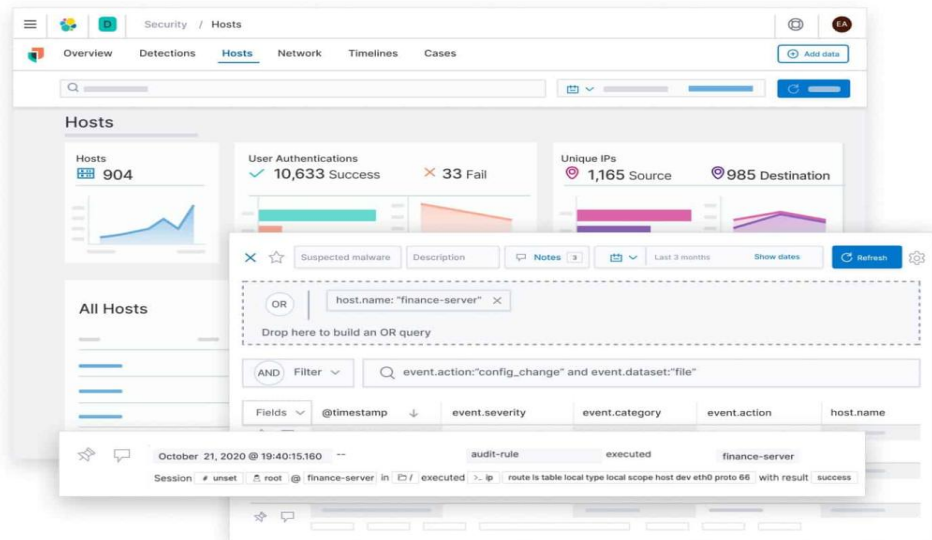 D Security / Hosts EA
Overview Detections Hosts Network Timelines Cases Add data
Hosts
Hosts
904
User Authentications
10,633 Success 33 Fail
Unique IPs
1,165 Source 985 Destination
Suspected malware Description Notes 3 Last 3 months Show dates Refresh
OR host.name: "finance-server"
Drop here to build an OR query
All Hosts
AND Filter event.action:"config_change" and event.dataset:"file"
Fields @timestamp event.severity event.category event.action host.name
October 21, 2020 @ 19:40:15.160 -- audit-rule executed finance-server
Session # unset root @ finance-server in / executed >_ ip route ls table local type local scope host dev eth0 proto 66 with result success